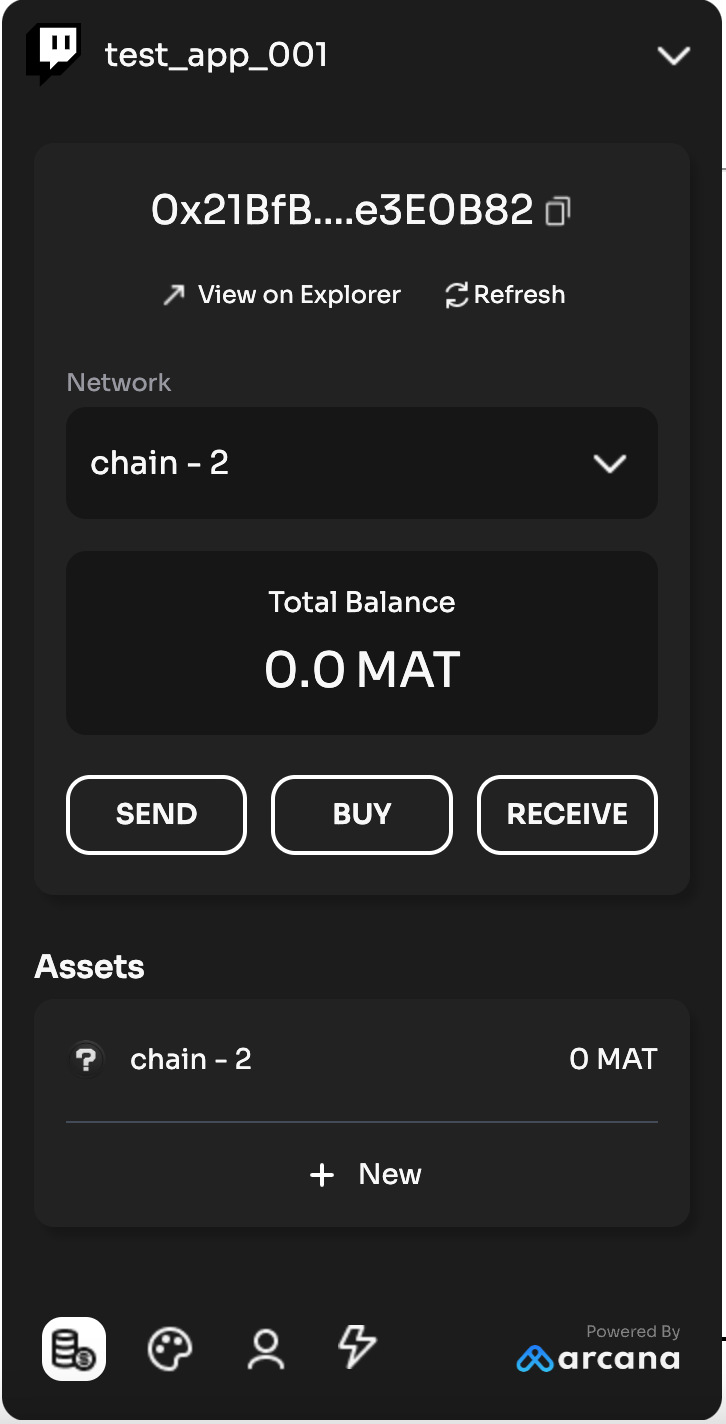 test_app_001
0x21BfB....e3E0B82
View on Explorer Refresh
Network
chain - 2
Total Balance
0.0 MAT
SEND BUY RECEIVE
Assets
? chain - 2 0 MAT
+ New
Powered By
arcana